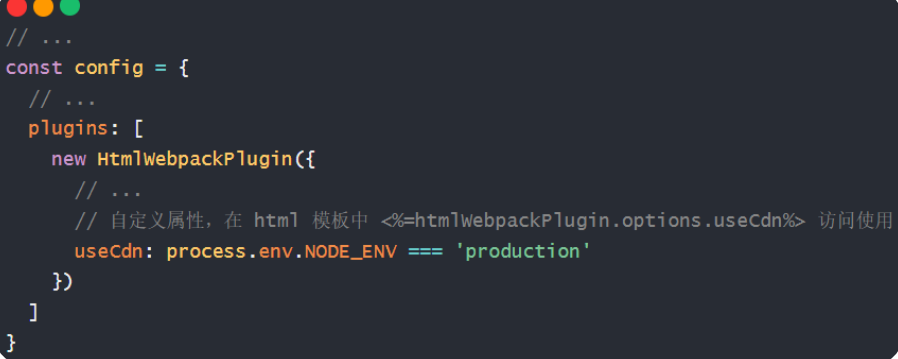 // ...
const config = {
  // ...
  plugins: [
    new HtmlWebpackPlugin({
      // ...
      // 自定义属性，在 html 模板中 <%=htmlWebpackPlugin.options.useCdn%> 访问使用
      useCdn: process.env.NODE_ENV === 'production'
    })
  ]
}